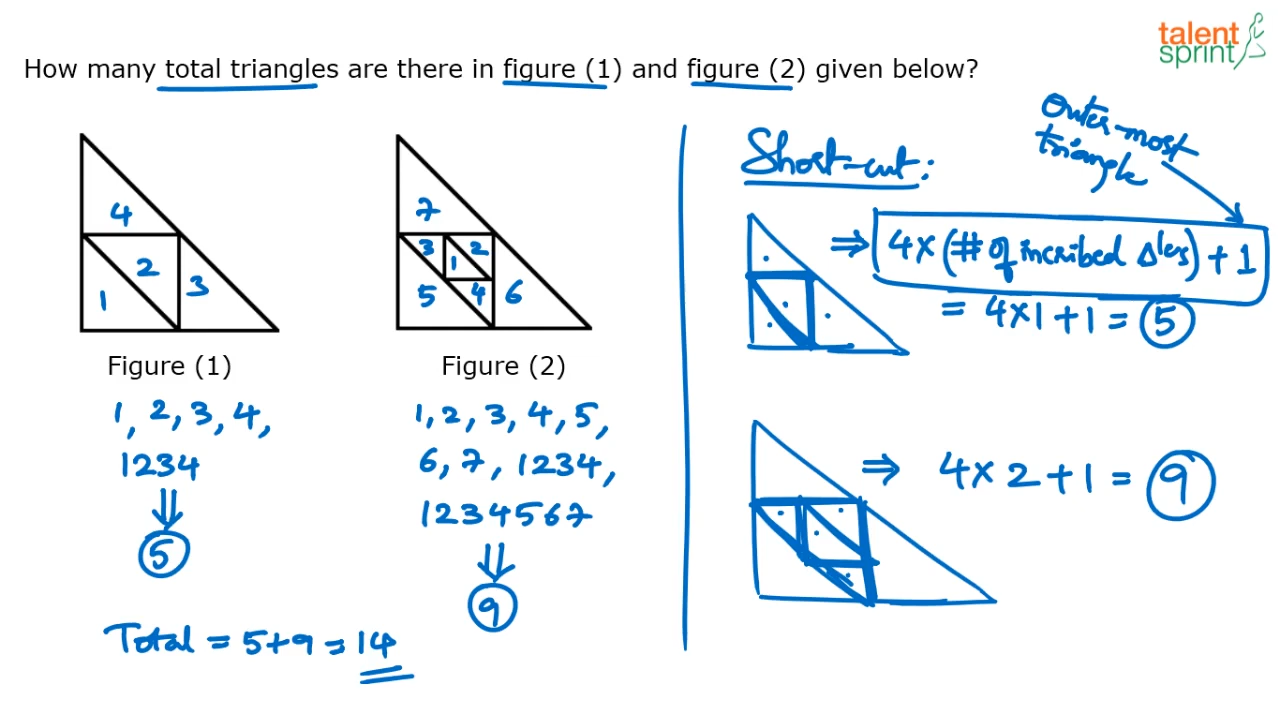 talent
sprint
How many total triangles are there in figure (1) and figure (2) given below?
4
2
1
3
Figure (1)
1, 2, 3, 4,
1234
5
7
3 2
1
5 4 6
Figure (2)
1, 2, 3, 4, 5,
6, 7, 1234,
1234567
9
Total = 5+9 = 14
Short-cut:
Outer-most
triangle
⇒ 4× (# of incribed Δles) + 1
= 4×1+1 = 5
⇒ 4×2+1 = 9